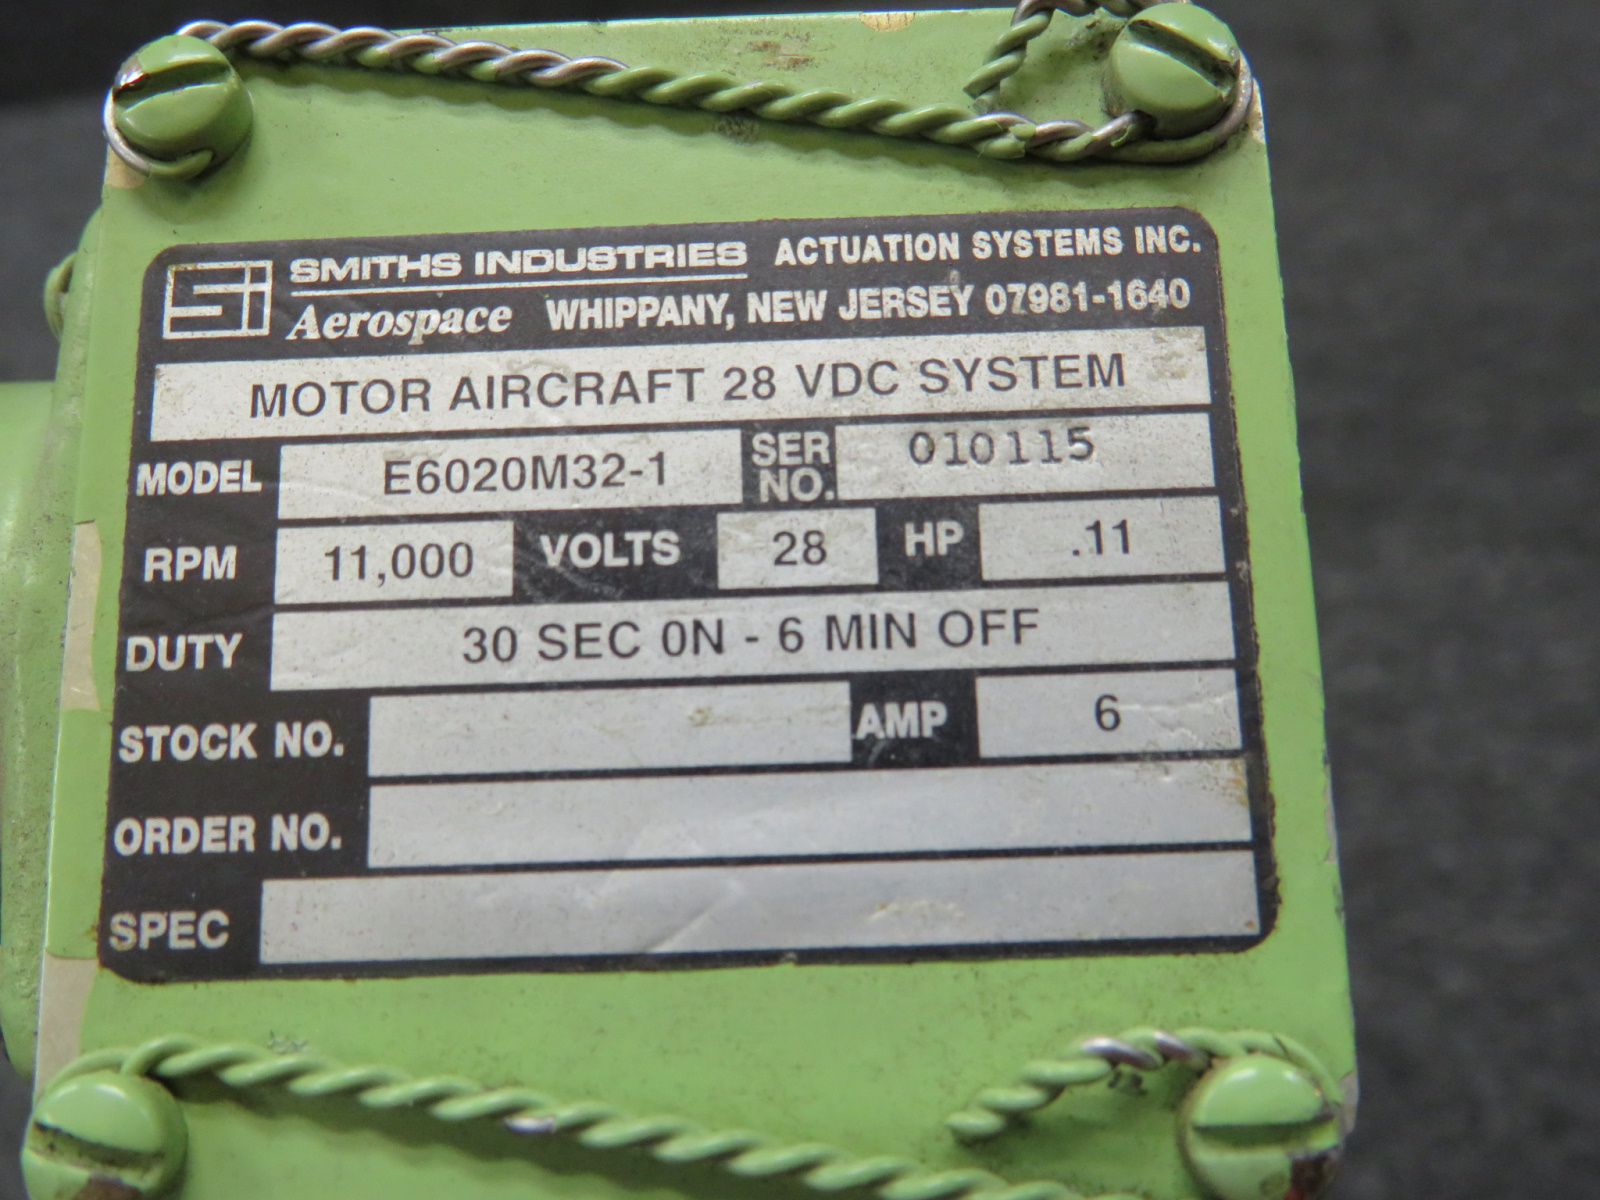 Si SMITHS INDUSTRIES ACTUATION SYSTEMS INC.
Aerospace WHIPPANY, NEW JERSEY 07981-1640
MOTOR AIRCRAFT 28 VDC SYSTEM
MODEL E6020M32-1 SER NO. 010115
RPM 11,000 VOLTS 28 HP .11
DUTY 30 SEC 0N - 6 MIN OFF
STOCK NO. AMP 6
ORDER NO.
SPEC